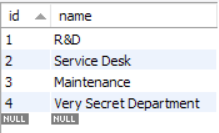 id name
1 R&D
2 Service Desk
3 Maintenance
4 Very Secret Department
NULL NULL